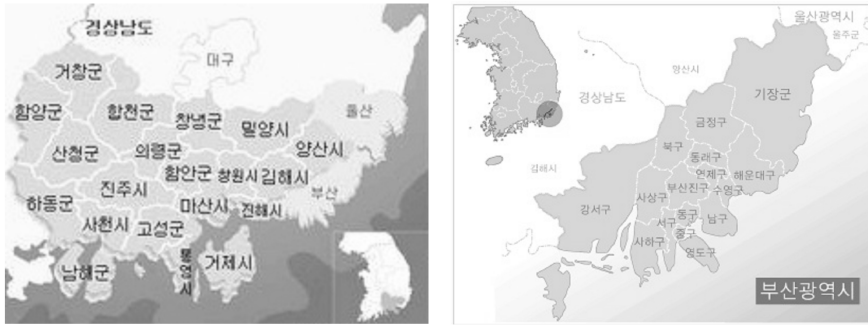 경상남도
대구
거창군
함양군
합천군
창녕군
밀양시
울산
산청군
의령군
양산시
함안군
창원시
김해시
진주시
부산
하동군
마산시
진해시
사천시
고성군
남해군
통영시
거제시
울산광역시
울주군
양산시
경상남도
기장군
금정구
북구
동래구
김해시
연제구
해운대구
부산진구
수영구
사상구
강서구
동구
남구
서구
중구
사하구
영도구
부산광역시